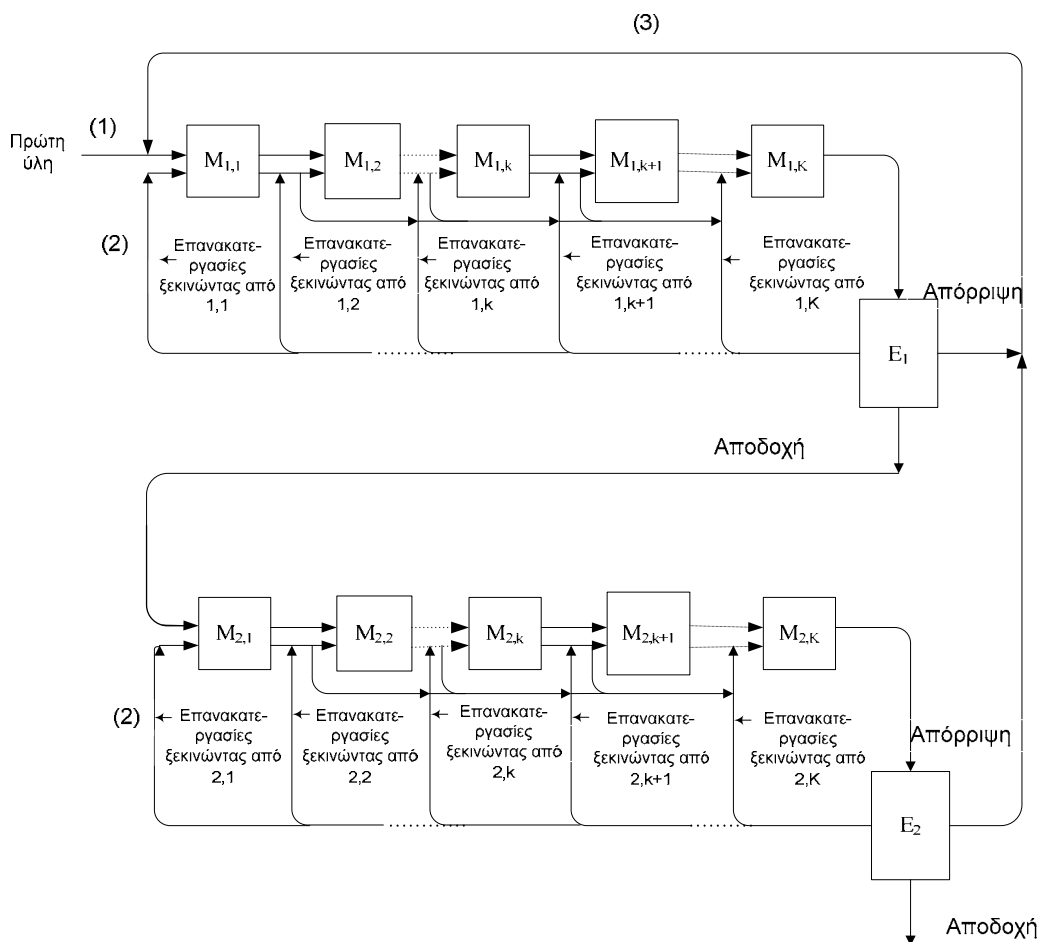 (3)
Πρώτη
ύλη
(1)
M1,1
M1,2
M1,k
M1,k+1
M1,K
(2)
Επανακατε-
ργασίες
ξεκινώντας από
1,1
Επανακατε-
ργασίες
ξεκινώντας από
1,2
Επανακατε-
ργασίες
ξεκινώντας από
1,k
Επανακατε-
ργασίες
ξεκινώντας από
1,k+1
Επανακατε-
ργασίες
ξεκινώντας από
1,K
Απόρριψη
E1
Αποδοχή
M2,1
M2,2
M2,k
M2,k+1
M2,K
(2)
Επανακατε-
ργασίες
ξεκινώντας από
2,1
Επανακατε-
ργασίες
ξεκινώντας από
2,2
Επανακατε-
ργασίες
ξεκινώντας από
2,k
Επανακατε-
ργασίες
ξεκινώντας από
2,k+1
Επανακατε-
ργασίες
ξεκινώντας από
2,K
Απόρριψη
E2
Αποδοχή